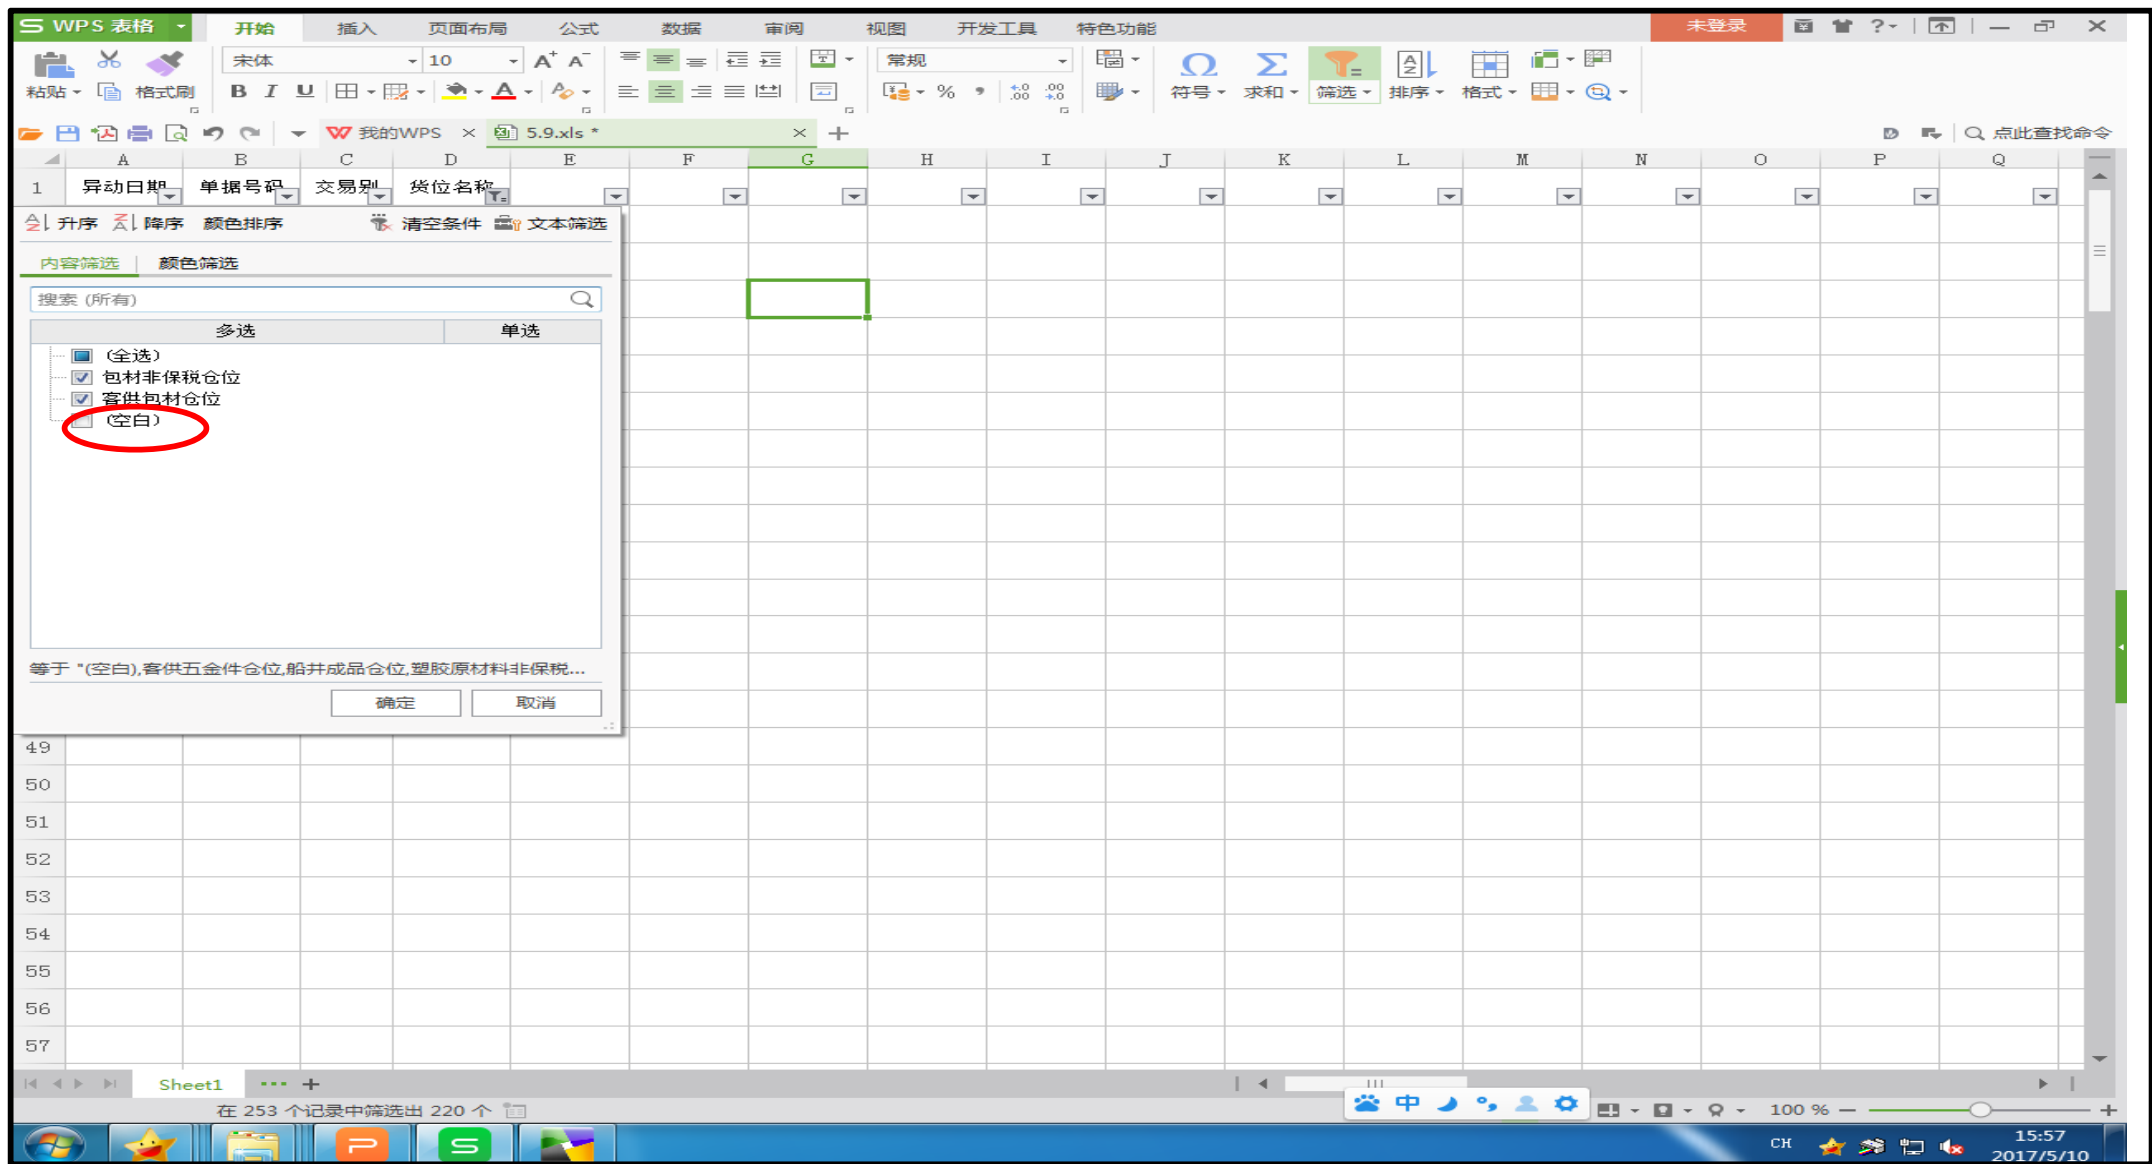 S WPS 表格 开始 插入 页面布局 公式 数据 审阅 视图 开发工具 特色功能 未登录
宋体 10 A+ A- 常规
粘贴 格式刷 B I U A % 符号 求和 筛选 排序 格式
我的WPS 5.9.xls * 点此查找命令
A B C D E F G H I J K L M N O P Q
1 异动日期 单据号码 交易别 货位名称
升序 降序 颜色排序 清空条件 文本筛选
内容筛选 颜色筛选
搜索 (所有)
多选 单选
(全选)
包材非保税仓位
客供包材仓位
(空白)
等于 "(空白),客供五金件仓位,船井成品仓位,塑胶原材料非保税...
确定 取消
49
50
51
52
53
54
55
56
57
Sheet1
在 253 个记录中筛选出 220 个
中
100 %
CH
15:57
2017/5/10